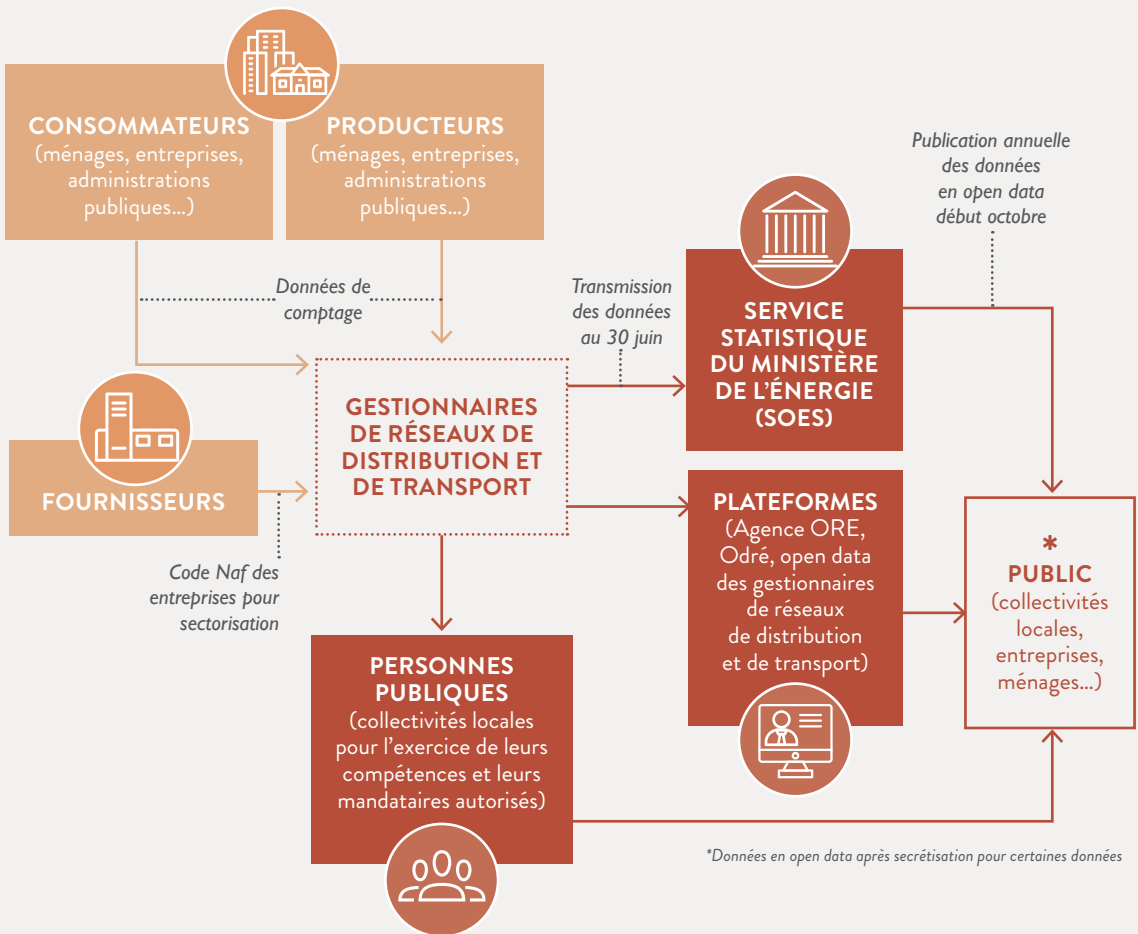 CONSOMMATEURS
(ménages, entreprises,
administrations
publiques...)
PRODUCTEURS
(ménages, entreprises,
administrations
publiques...)
Données de
comptage
FOURNISSEURS
Code Naf des
entreprises pour
sectorisation
GESTIONNAIRES
DE RÉSEAUX DE
DISTRIBUTION ET
DE TRANSPORT
Transmission
des données
au 30 juin
SERVICE
STATISTIQUE
DU MINISTÈRE
DE L’ÉNERGIE
(SOES)
Publication annuelle
des données
en open data
début octobre
PLATEFORMES
(Agence ORE,
Odré, open data
des gestionnaires
de réseaux
de distribution
et de transport)
*
PUBLIC
(collectivités
locales,
entreprises,
ménages...)
PERSONNES
PUBLIQUES
(collectivités locales
pour l’exercice de leurs
compétences et leurs
mandataires autorisés)
*Données en open data après secrétisation pour certaines données